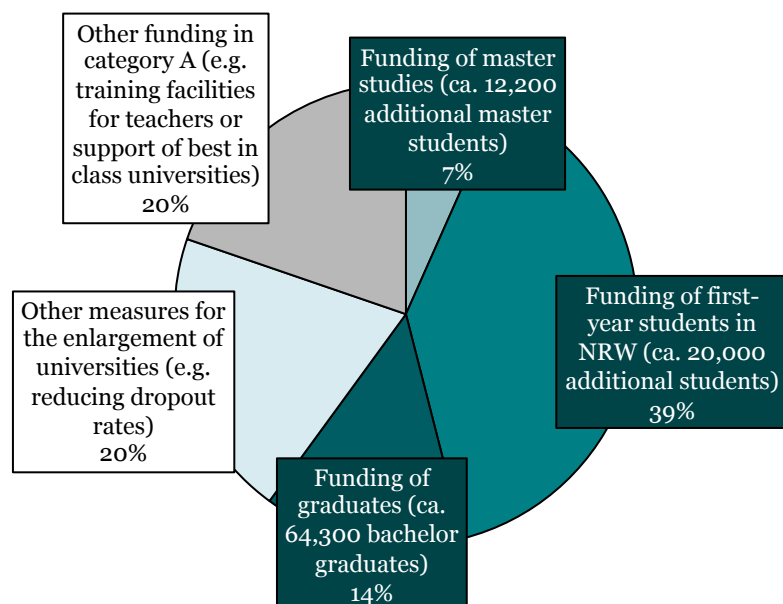 Other funding in
category A (e.g.
training facilities
for teachers or
support of best in
class universities)
20%
Funding of master
studies (ca. 12,200
additional master
students)
7%
Funding of first-
year students in
NRW (ca. 20,000
additional students)
39%
Other measures for
the enlargement of
universities (e.g.
reducing dropout
rates)
20%
Funding of
graduates (ca.
64,300 bachelor
graduates)
14%